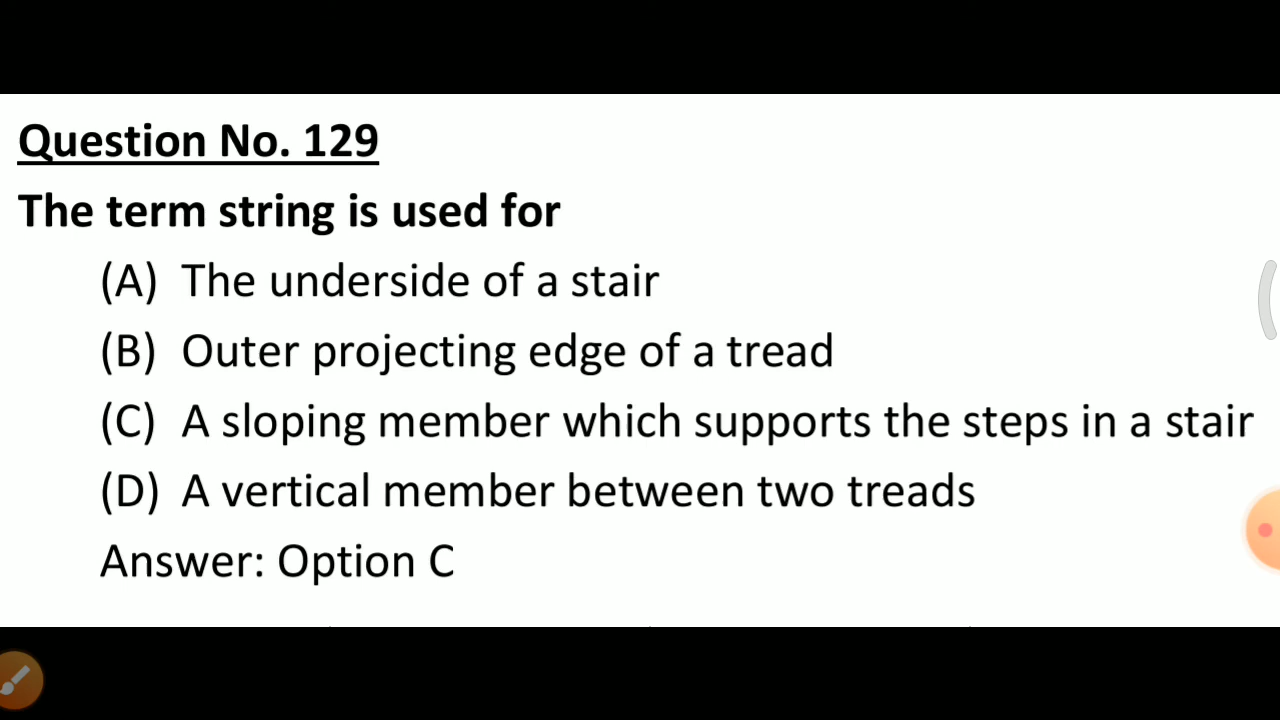 Question No. 129
The term string is used for
(A) The underside of a stair
(B) Outer projecting edge of a tread
(C) A sloping member which supports the steps in a stair
(D) A vertical member between two treads
Answer: Option C